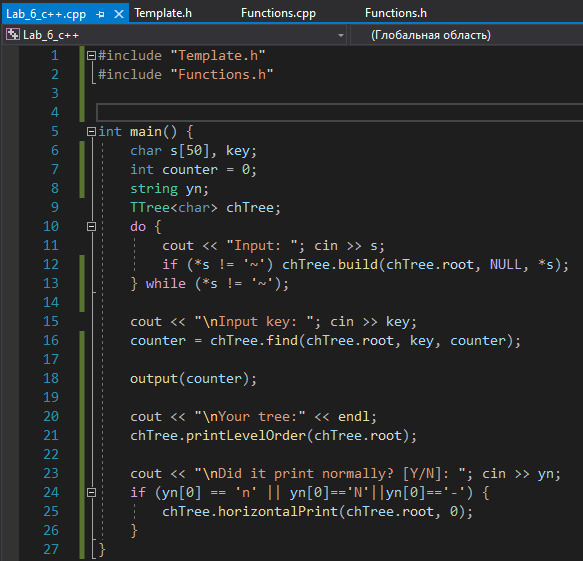 Lab_6_c++.cpp Template.h Functions.cpp Functions.h
Lab_6_c++ (Глобальная область)
1 #include "Template.h"
2 #include "Functions.h"
3
4
5 int main() {
6 char s[50], key;
7 int counter = 0;
8 string yn;
9 TTree<char> chTree;
10 do {
11 cout << "Input: "; cin >> s;
12 if (*s != '~') chTree.build(chTree.root, NULL, *s);
13 } while (*s != '~');
14
15 cout << "\nInput key: "; cin >> key;
16 counter = chTree.find(chTree.root, key, counter);
17
18 output(counter);
19
20 cout << "\nYour tree:" << endl;
21 chTree.printLevelOrder(chTree.root);
22
23 cout << "\nDid it print normally? [Y/N]: "; cin >> yn;
24 if (yn[0] == 'n' || yn[0]=='N'||yn[0]=='-') {
25 chTree.horizontalPrint(chTree.root, 0);
26 }
27 }